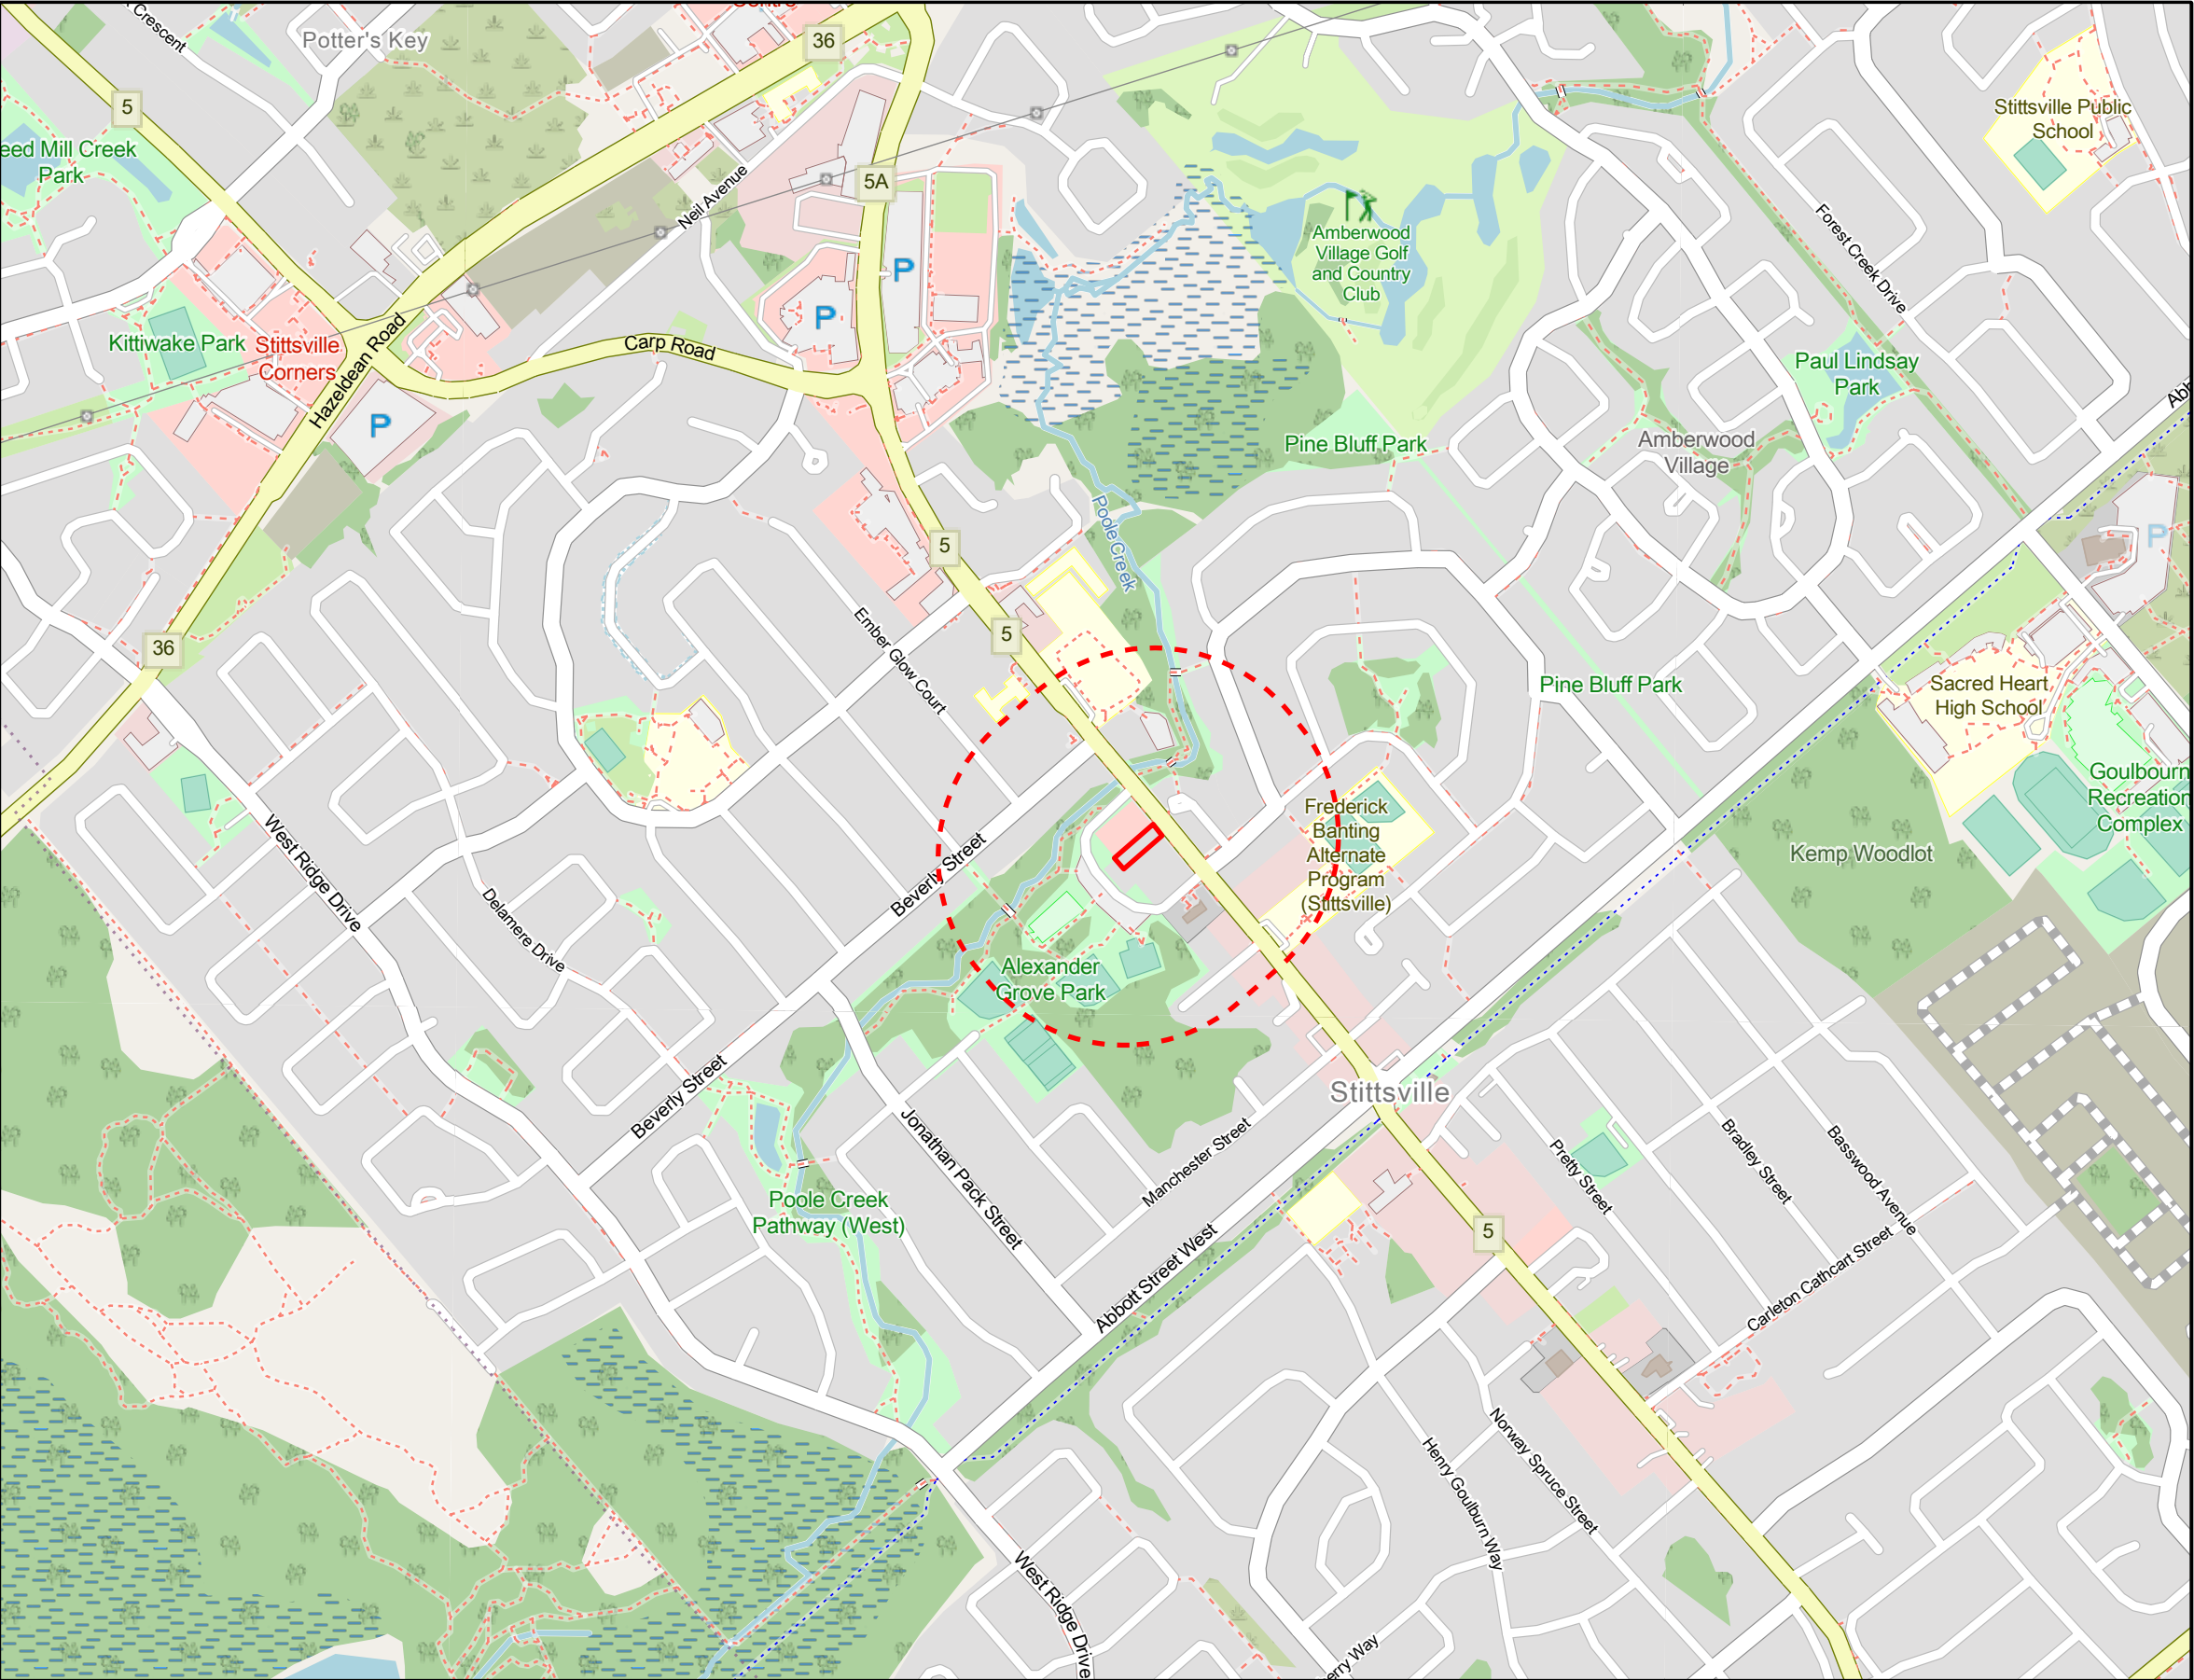 Potter's Key
36
5
Stittsville Public
School
Creek
Park
Neil Avenue
5A
P
Amberwood
Village Golf
and Country
Club
Forest Creek Drive
P
Kittiwake Park
Stittsville
Corners
Hazeldean Road
Carp Road
Paul Lindsay
Park
P
Pine Bluff Park
Amberwood
Village
Poole Creek
P
5
Ember Glow Court
5
36
Pine Bluff Park
Sacred Heart
High School
Goulbourn
Recreation
Complex
West Ridge Drive
Frederick
Banting
Alternate
Program
(Stittsville)
Kemp Woodlot
Beverly Street
Delamere Drive
Alexander
Grove Park
Beverly Street
Stittsville
Jonathan Pack Street
Manchester Street
Pretty Street
Bradley Street
Basswood Avenue
Poole Creek
Pathway (West)
5
Abbott Street West
Carleton Cathcart Street
Henry Goulburn Way
Norway Spruce Street
West Ridge Drive
Way
Crescent
Mill